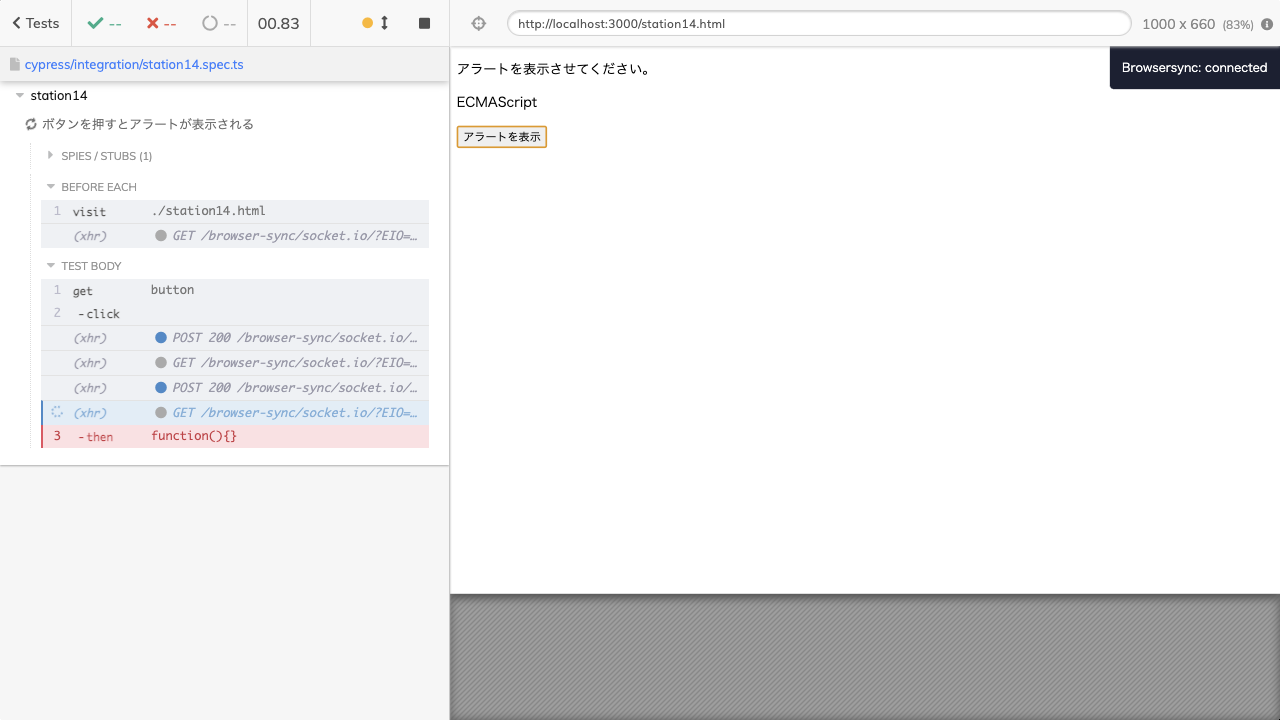 Tests
--
--
--
00.83
http://localhost:3000/station14.html
1000 x 660 (83%)
cypress/integration/station14.spec.ts
station14
ボタンを押すとアラートが表示される
SPIES / STUBS (1)
BEFORE EACH
1 visit ./station14.html
(xhr) GET /browser-sync/socket.io/?EIO=…
TEST BODY
1 get button
2 -click
(xhr) POST 200 /browser-sync/socket.io/…
(xhr) GET /browser-sync/socket.io/?EIO=…
(xhr) POST 200 /browser-sync/socket.io/…
(xhr) GET /browser-sync/socket.io/?EIO=…
3 -then function(){}
アラートを表示させてください。
Browsersync: connected
ECMAScript
アラートを表示